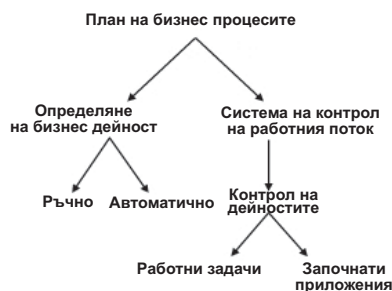 План на бизнес процесите
Определяне
на бизнес дейност
Система на контрол
на работния поток
Ръчно
Автоматично
Контрол на
дейностите
Работни задачи
Започнати
приложения